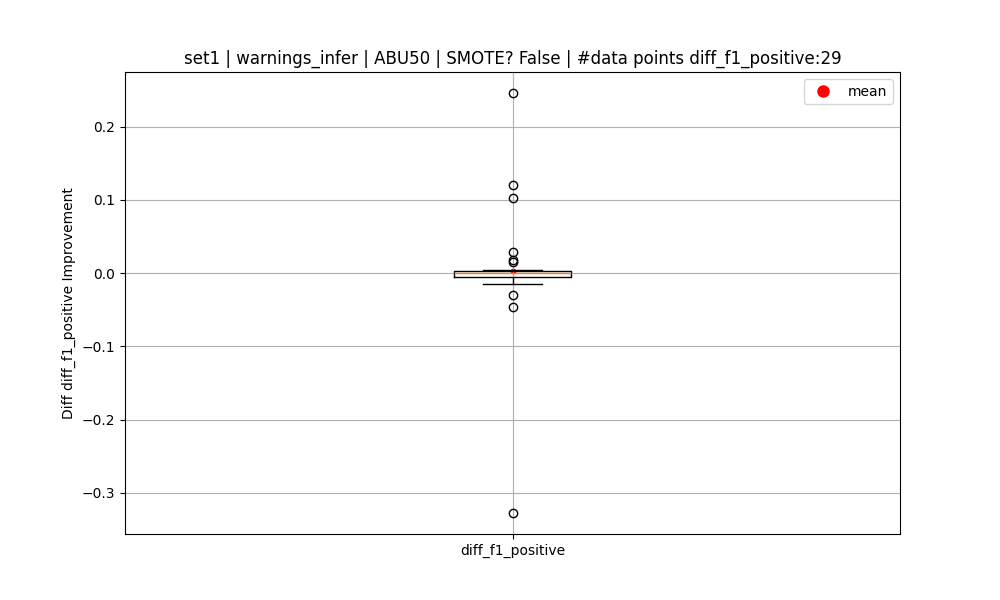 set1 | warnings_infer | ABU50 | SMOTE? False | #data points diff_f1_positive:29
mean
0.2
0.1
0.0
−0.1
−0.2
−0.3
Diff diff_f1_positive Improvement
diff_f1_positive